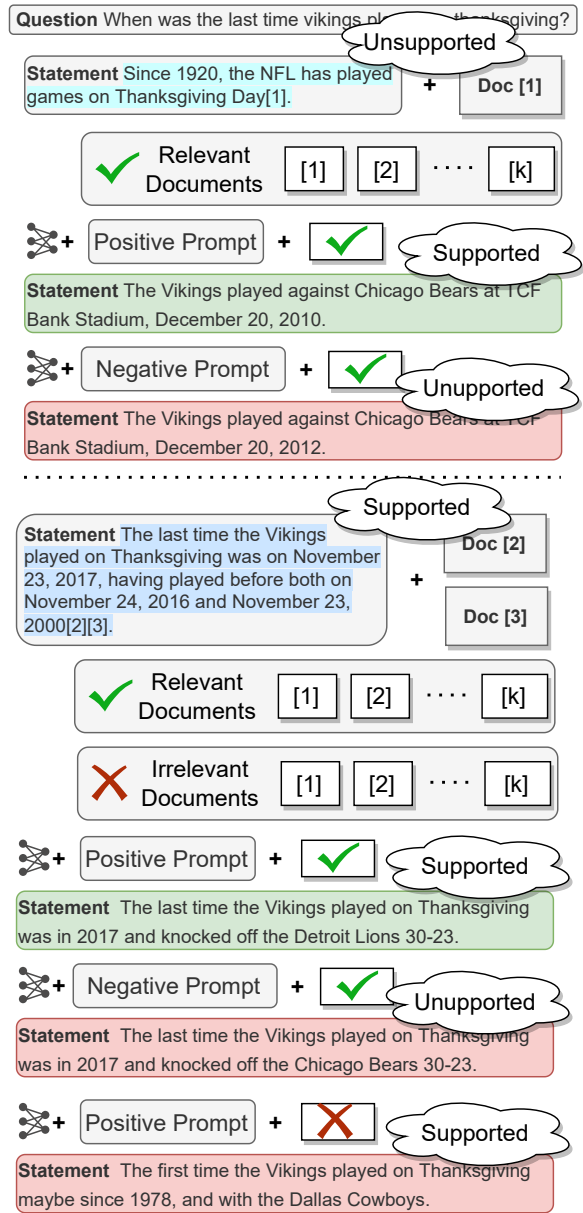 Question When was the last time vikings pl thanksgiving?
Unsupported
Statement Since 1920, the NFL has played
games on Thanksgiving Day[1].
+
Doc [1]
Relevant
Documents
[1] [2] .... [k]
+ Positive Prompt +
Supported
Statement The Vikings played against Chicago Bears at TCF
Bank Stadium, December 20, 2010.
+ Negative Prompt +
Unupported
Statement The Vikings played against Chicago Bears at TCF
Bank Stadium, December 20, 2012.
Supported
Statement The last time the Vikings
played on Thanksgiving was on November
23, 2017, having played before both on
November 24, 2016 and November 23,
2000[2][3].
+
Doc [2]
Doc [3]
Relevant
Documents
[1] [2] .... [k]
Irrelevant
Documents
[1] [2] .... [k]
+ Positive Prompt +
Supported
Statement The last time the Vikings played on Thanksgiving
was in 2017 and knocked off the Detroit Lions 30-23.
+ Negative Prompt +
Unupported
Statement The last time the Vikings played on Thanksgiving
was in 2017 and knocked off the Chicago Bears 30-23.
+ Positive Prompt +
Supported
Statement The first time the Vikings played on Thanksgiving
maybe since 1978, and with the Dallas Cowboys.